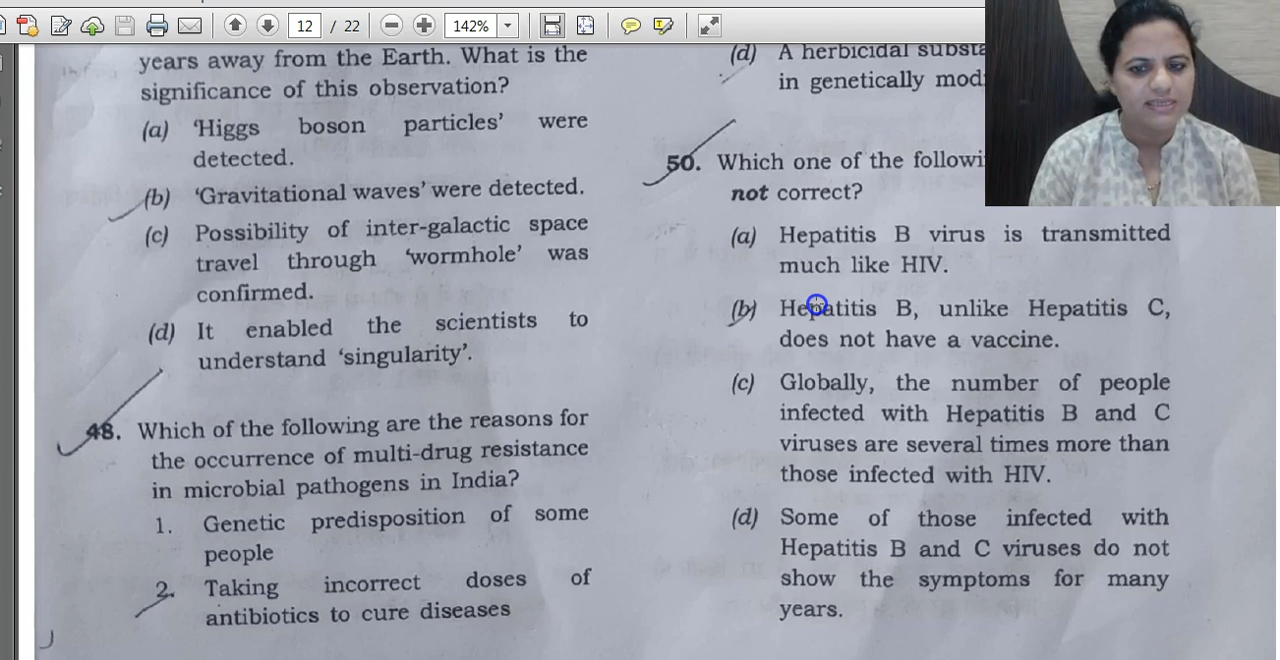 12 / 22
142%
years away from the Earth. What is the
significance of this observation?
(a) 'Higgs boson particles' were
detected.
(b) 'Gravitational waves' were detected.
(c) Possibility of inter-galactic space
travel through 'wormhole' was
confirmed.
(d) It enabled the scientists to
understand 'singularity'.
48. Which of the following are the reasons for
the occurrence of multi-drug resistance
in microbial pathogens in India?
1. Genetic predisposition of some
people
2. Taking incorrect doses of
antibiotics to cure diseases
(d) A herbicidal
in genetically
50. Which one of the
not correct?
(a) Hepatitis B virus is transmitted
much like HIV.
(b) Hepatitis B, unlike Hepatitis C,
does not have a vaccine.
(c) Globally, the number of people
infected with Hepatitis B and C
viruses are several times more than
those infected with HIV.
(d) Some of those infected with
Hepatitis B and C viruses do not
show the symptoms for many
years.